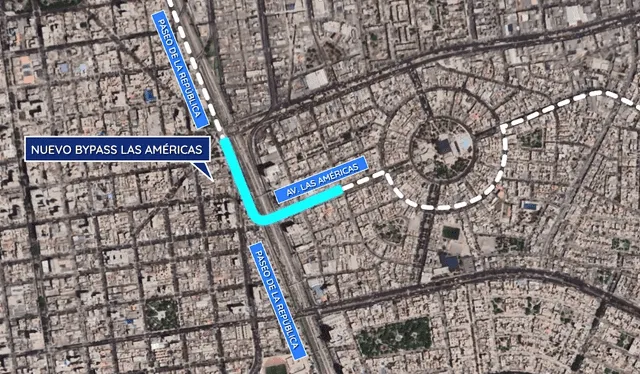 PASEO DE LA REPÚBLICA
NUEVO BYPASS LAS AMÉRICAS
AV. LAS AMÉRICAS
PASEO DE LA REPÚBLICA